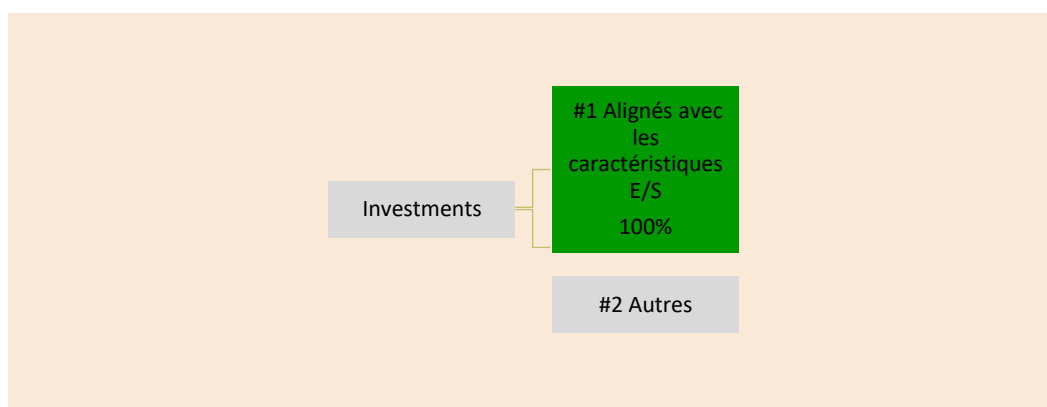 #1 Alignés avec
les
caractéristiques
E/S
100%
Investments
#2 Autres